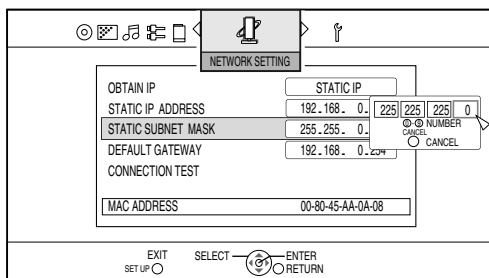 NETWORK SETTING
OBTAIN IP STATIC IP
STATIC IP ADDRESS 192.168. 0.
225 225 225 0
STATIC SUBNET MASK 255.255. 0.
0-9 NUMBER
CANCEL
CANCEL
DEFAULT GATEWAY 192.168. 0.254
CONNECTION TEST
MAC ADDRESS 00-80-45-AA-0A-08
EXIT
SET UP
SELECT
ENTER
RETURN